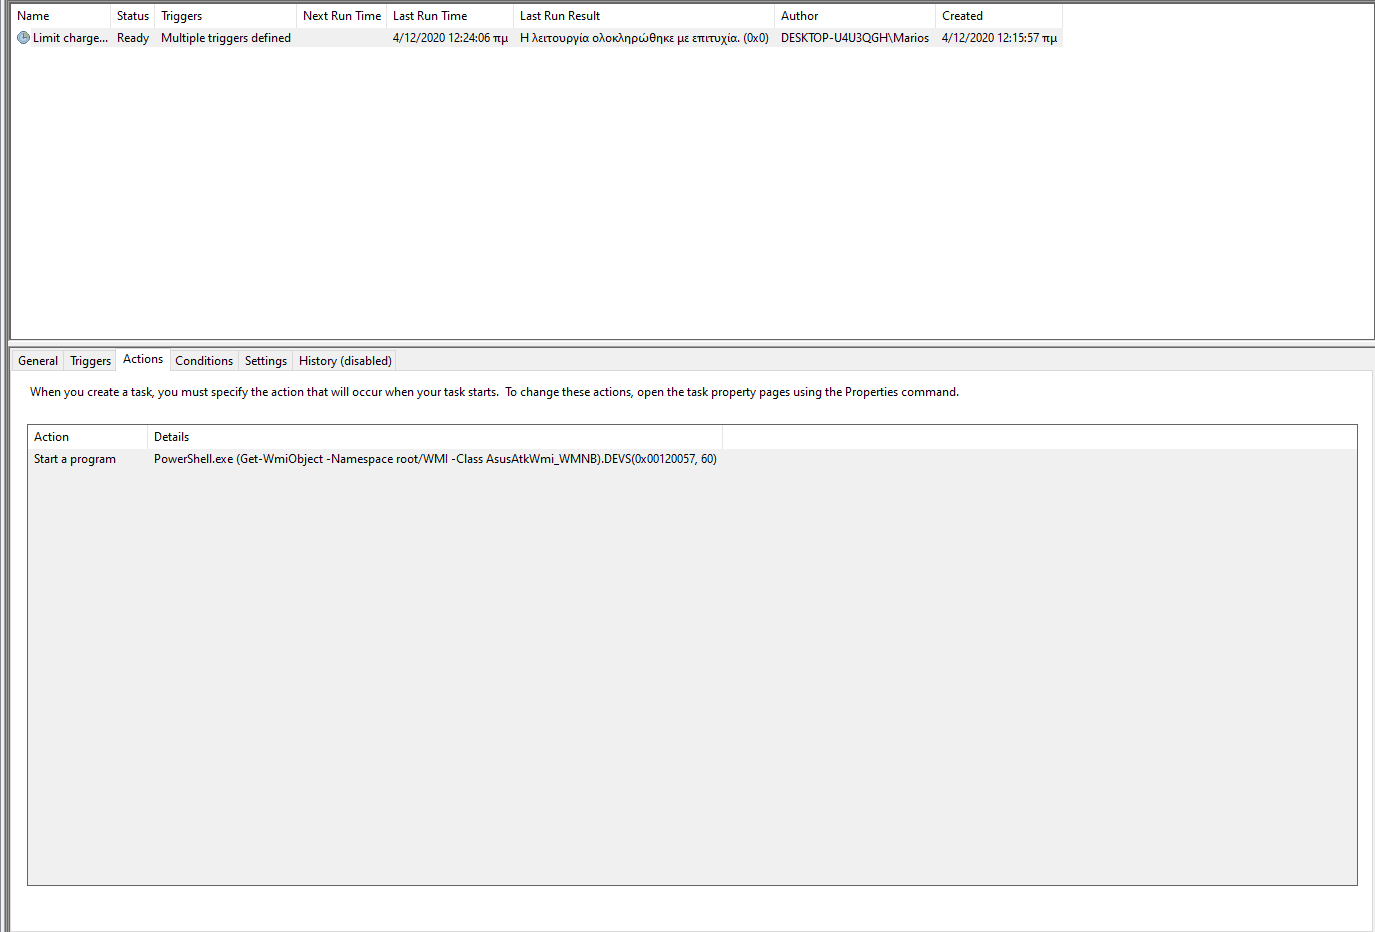 Name Status Triggers Next Run Time Last Run Time Last Run Result Author Created
Limit charge... Ready Multiple triggers defined 4/12/2020 12:24:06 πμ Η λειτουργία ολοκληρώθηκε με επιτυχία. (0x0) DESKTOP-U4U3QGH\Marios 4/12/2020 12:15:57 πμ
General Triggers Actions Conditions Settings History (disabled)
When you create a task, you must specify the action that will occur when your task starts.  To change these actions, open the task property pages using the Properties command.
Action Details
Start a program PowerShell.exe (Get-WmiObject -Namespace root/WMI -Class AsusAtkWmi_WMNB).DEVS(0x00120057, 60)